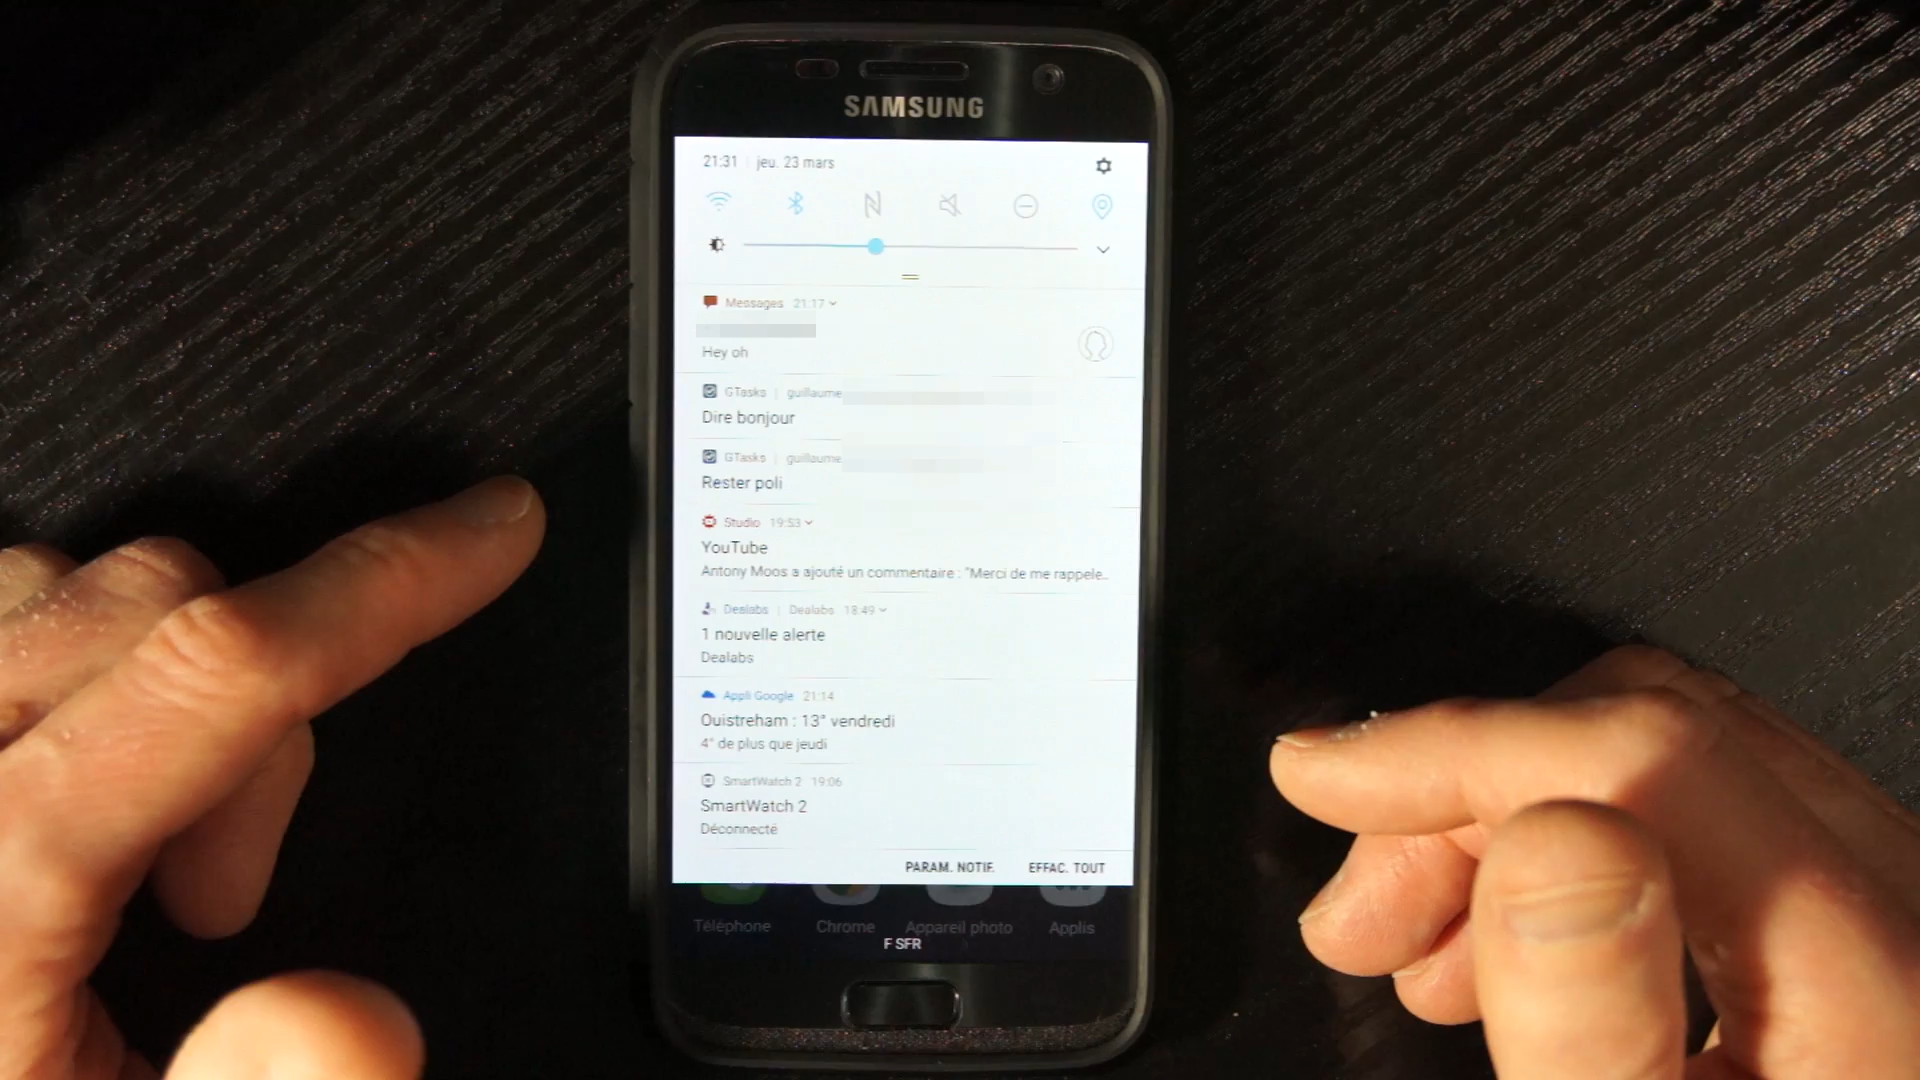 SAMSUNG
21:31 | jeu. 23 mars
Messages 21:17
Hey oh
GTasks | guillaume
Dire bonjour
GTasks | guillaume
Rester poli
Studio 19:53
YouTube
Antony Moos a ajouté un commentaire : "Merci de me rappele..
Dealabs | Dealabs 18:49
1 nouvelle alerte
Dealabs
Appli Google 21:14
Ouistreham : 13° vendredi
4° de plus que jeudi
SmartWatch 2 19:06
SmartWatch 2
Déconnecté
PARAM. NOTIF. EFFAC. TOUT
Téléphone Chrome Appareil photo Applis
F SFR